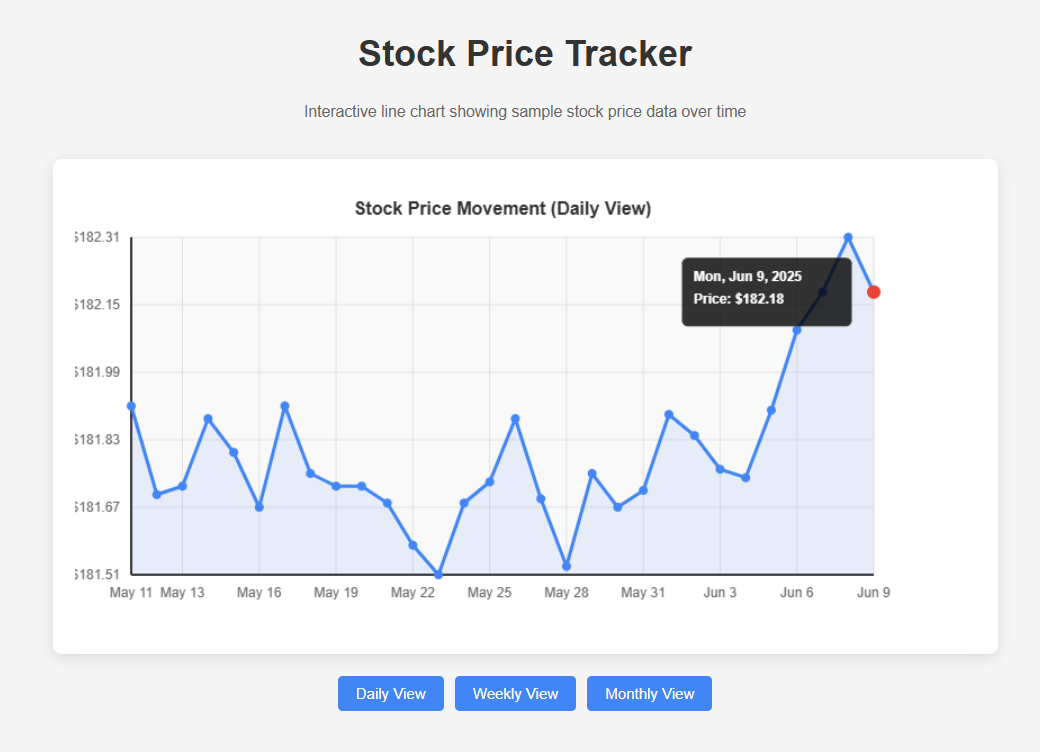 Stock Price Tracker
Interactive line chart showing sample stock price data over time
Stock Price Movement (Daily View)
$182.31
Mon, Jun 9, 2025
Price: $182.18
$182.15
$181.99
$181.83
$181.67
$181.51
May 11 May 13 May 16 May 19 May 22 May 25 May 28 May 31 Jun 3 Jun 6 Jun 9
Daily View Weekly View Monthly View